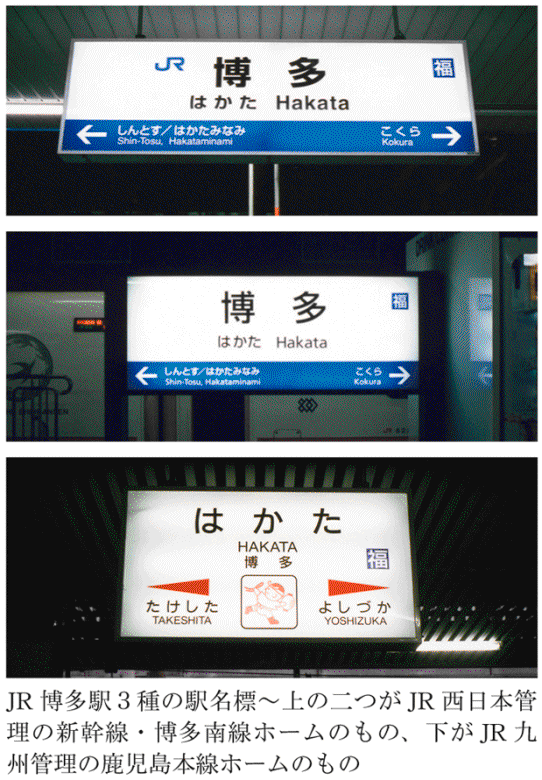 JR 博多 福
はかた Hakata
しんとす/はかたみなみ こくら
Shin-Tosu, Hakataminami Kokura
博多 福
はかた Hakata
しんとす/はかたみなみ こくら
Shin-Tosu, Hakataminami Kokura
はかた
HAKATA
博多 福
たけした よしづか
TAKESHITA YOSHIZUKA
JR博多駅3種の駅名標～上の二つがJR西日本管
理の新幹線・博多南線ホームのもの、下がJR九
州管理の鹿児島本線ホームのもの